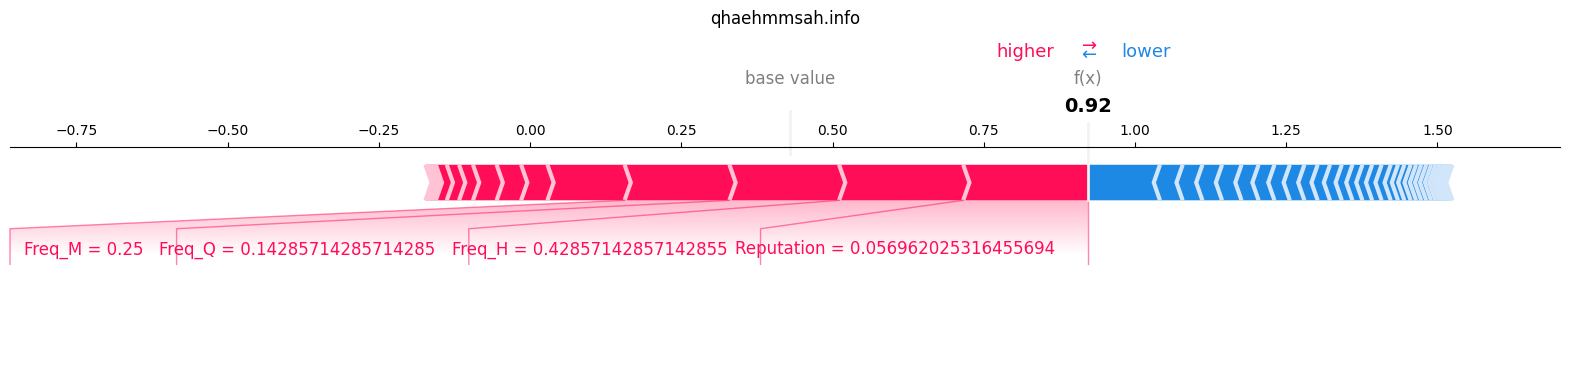 qhaehmmsah.info
higher ⇄ lower
base value f(x)
0.92
−0.75 −0.50 −0.25 0.00 0.25 0.50 0.75 1.00 1.25 1.50
Freq_M = 0.25 Freq_Q = 0.14285714285714285 Freq_H = 0.42857142857142855 Reputation = 0.056962025316455694